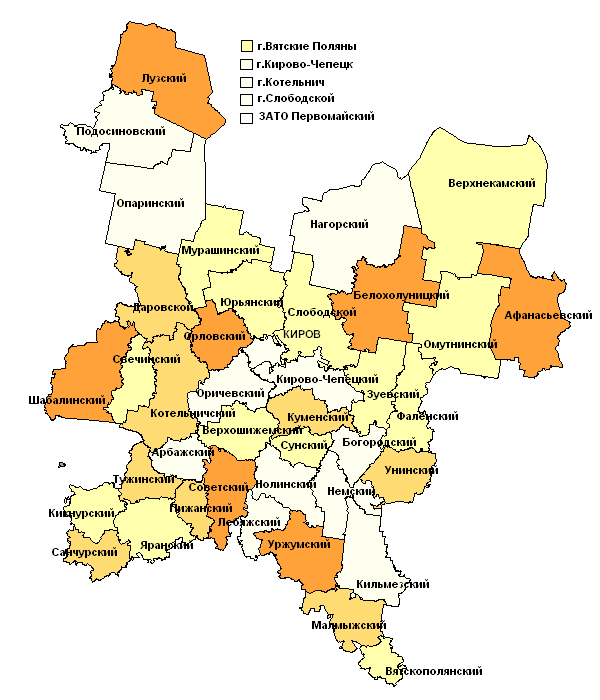 г.Вятские Поляны
г.Кирово-Чепецк
г.Котельнич
г.Слободской
ЗАТО Первомайский
Лузский
Подосиновский
Опаринский
Мурашинский
Нагорский
Верхнекамский
Даровской
Юрьянский
Слободской
Белохолуницкий
Афанасьевский
Орловский
КИРОВ
Омутнинский
Свечинский
Шабалинский
Оричевский
Кирово-Чепецкий
Зуевский
Котельничский
Куменский
Фаленский
Верхошижемский
Сунский
Богородский
Арбажский
Унинский
Тужинский
Советский
Нолинский
Немский
Кикнурский
Пижанский
Лебяжский
Санчурский
Яранский
Уржумский
Кильмезский
Малмыжский
Вятскополянский